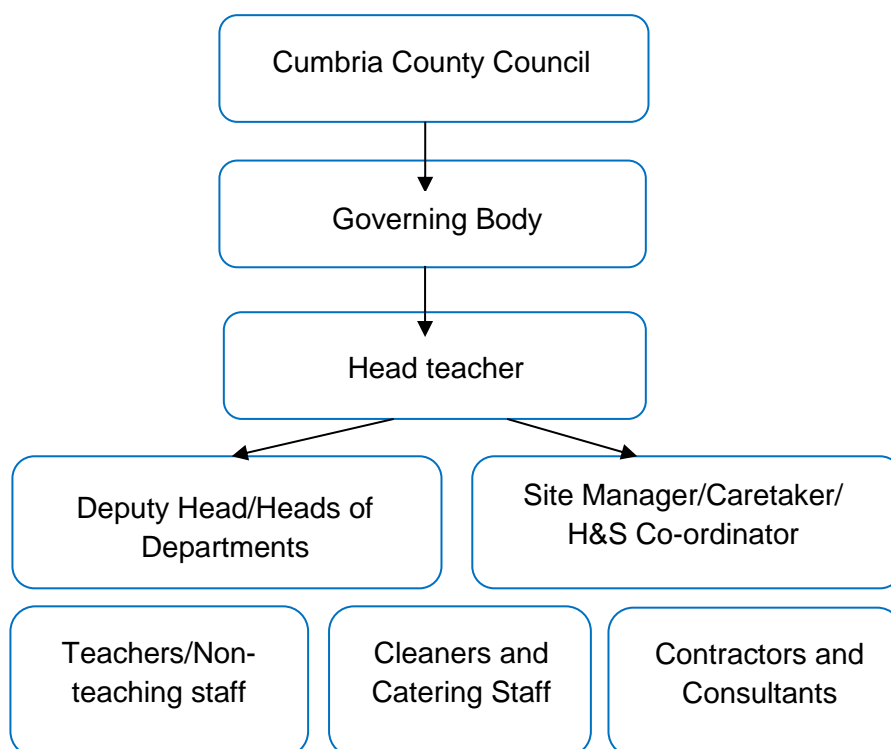 Cumbria County Council
Governing Body
Head teacher
Deputy Head/Heads of
Departments
Site Manager/Caretaker/
H&S Co-ordinator
Teachers/Non-
teaching staff
Cleaners and
Catering Staff
Contractors and
Consultants